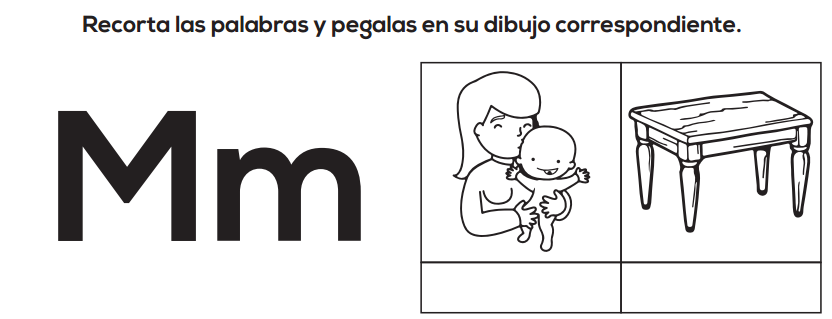 Recorta las palabras y pegalas en su dibujo correspondiente.
Mm